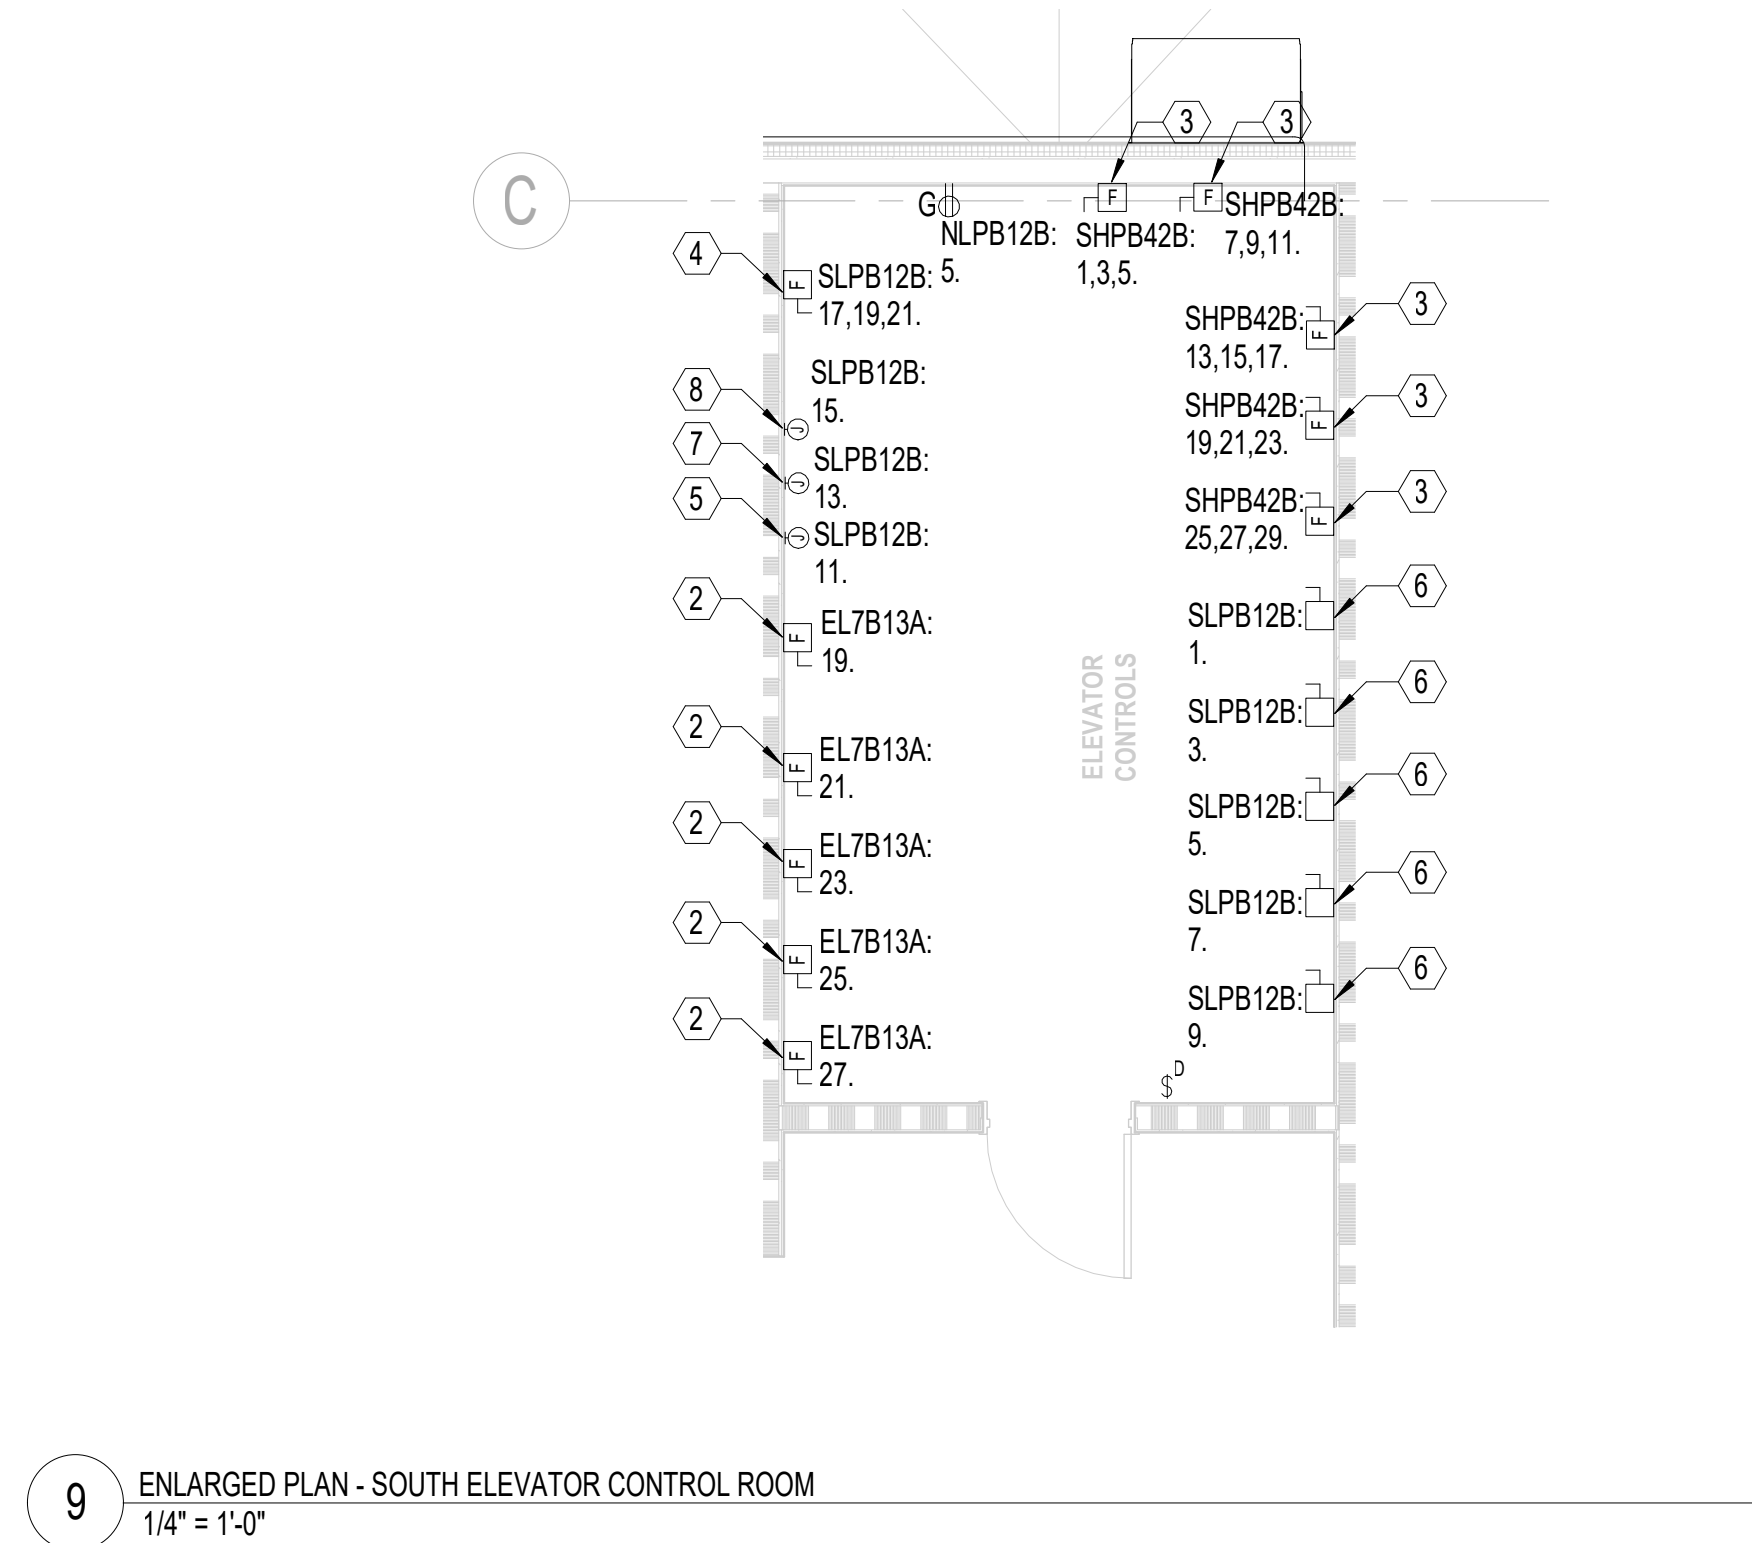 3
3
C
F
F
SHPB42B:
7,9,11.
G
NLPB12B:
5.
SHPB42B:
1,3,5.
4
F
SLPB12B:
17,19,21.
SHPB42B:
13,15,17.
F
3
8
J
SLPB12B:
15.
SHPB42B:
19,21,23.
F
3
7
J
SLPB12B:
13.
5
J
SLPB12B:
11.
SHPB42B:
25,27,29.
F
3
2
F
EL7B13A:
19.
SLPB12B:
1.
6
ELEVATOR
CONTROLS
2
F
EL7B13A:
21.
SLPB12B:
3.
6
2
F
EL7B13A:
23.
SLPB12B:
5.
6
2
F
EL7B13A:
25.
SLPB12B:
7.
6
2
F
EL7B13A:
27.
SLPB12B:
9.
6
$D
9
ENLARGED PLAN - SOUTH ELEVATOR CONTROL ROOM
1/4" = 1'-0"